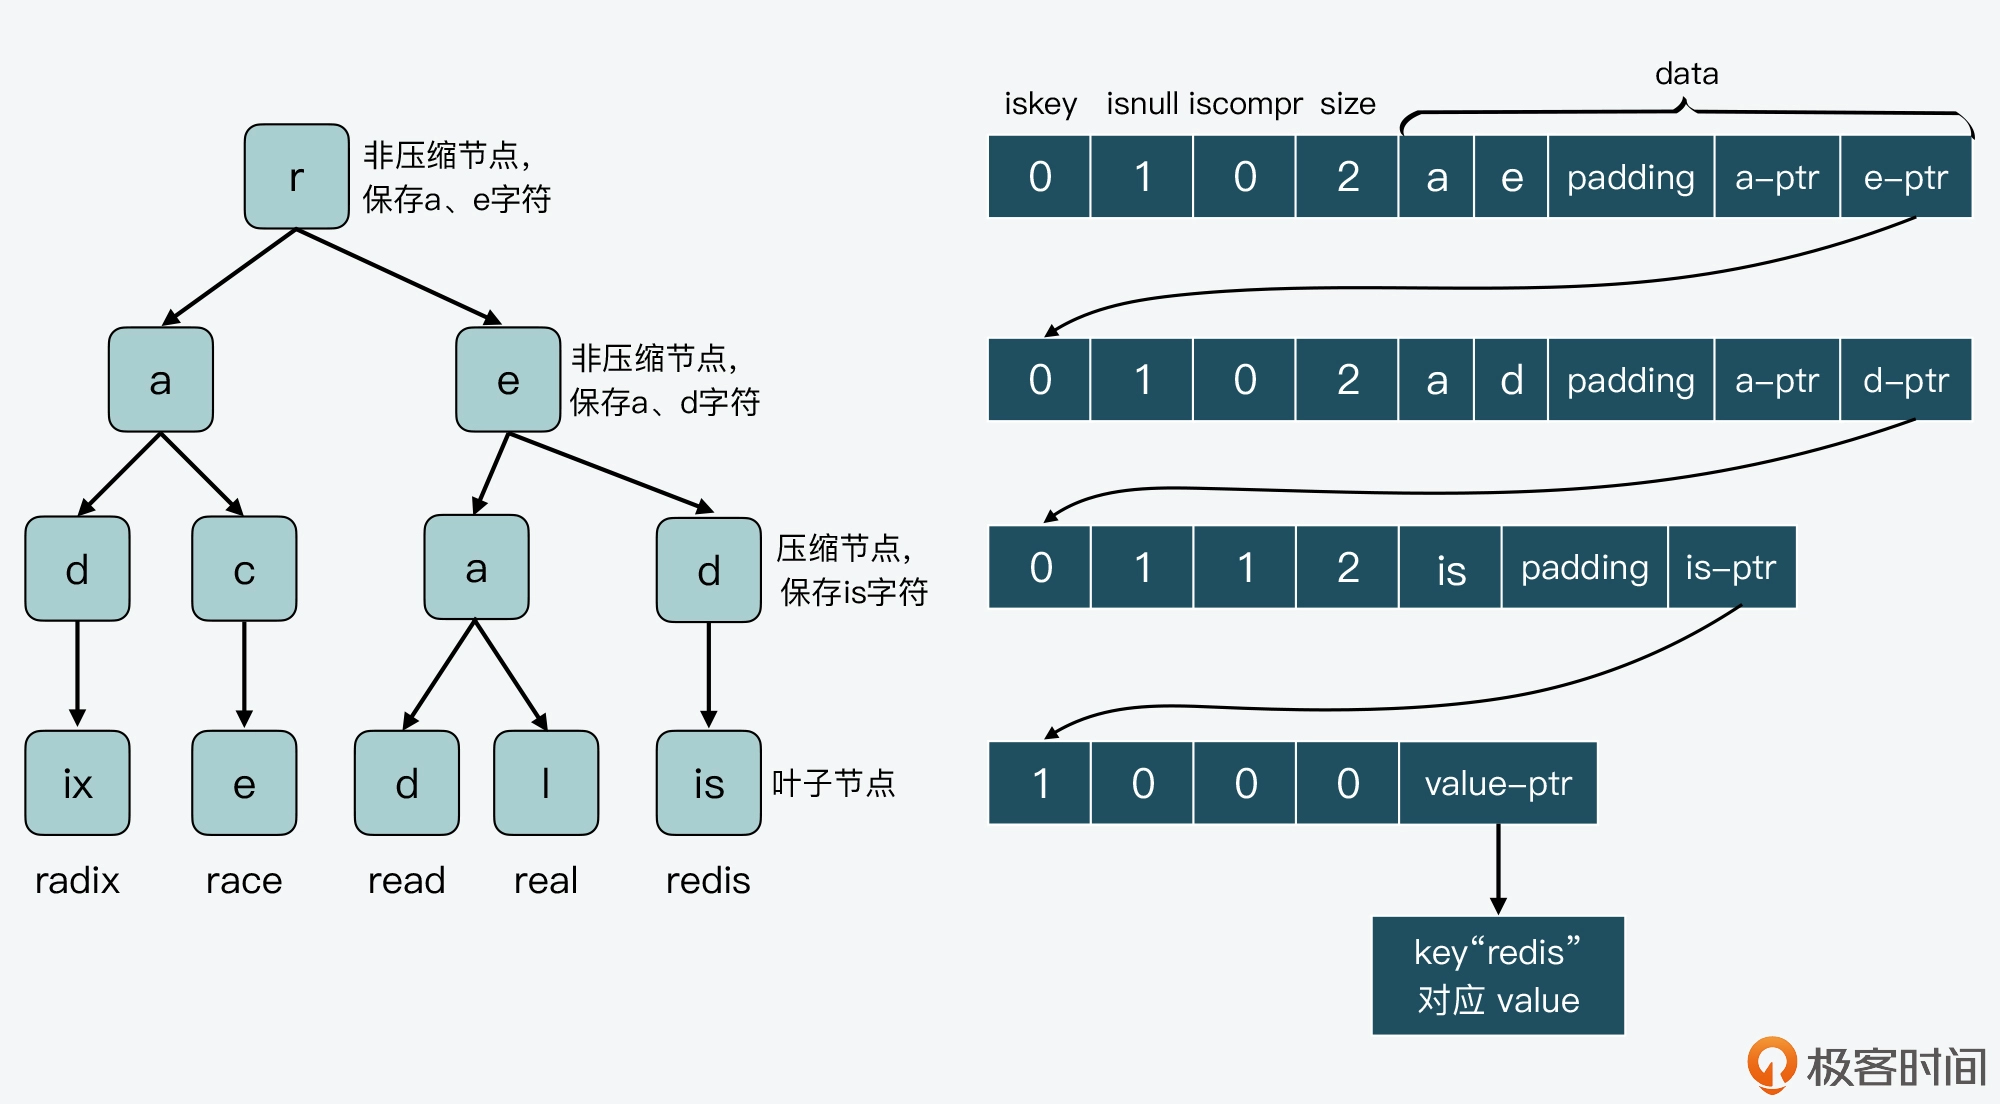 r
非压缩节点,
保存a、e字符
a
e
非压缩节点,
保存a、d字符
d
c
a
d
压缩节点,
保存is字符
ix
e
d
l
is
叶子节点
radix
race
read
real
redis
data
iskey isnull iscompr size
0 1 0 2 a e padding a-ptr e-ptr
0 1 0 2 a d padding a-ptr d-ptr
0 1 1 2 is padding is-ptr
1 0 0 0 value-ptr
key“redis”
对应 value
极客时间